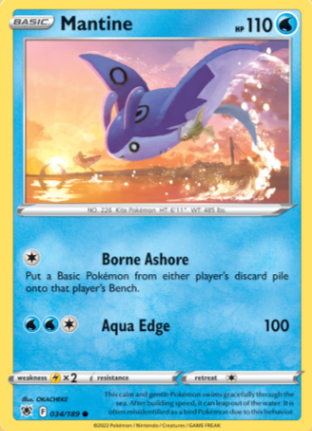 BASIC Mantine HP 110
NO. 226 Kite Pokémon HT: 6'11" WT: 485 lbs.
Borne Ashore
Put a Basic Pokémon from either player's discard pile
onto that player's Bench.
Aqua Edge 100
weakness ×2 resistance retreat
Illus. OKACHEKE
F 034/189
This calm and gentle Pokémon swims gracefully through the
sea. After building speed, it can leap out of the water. It is
often misidentified as a bird Pokémon due to this behavior.
©2022 Pokémon / Nintendo / Creatures / GAME FREAK